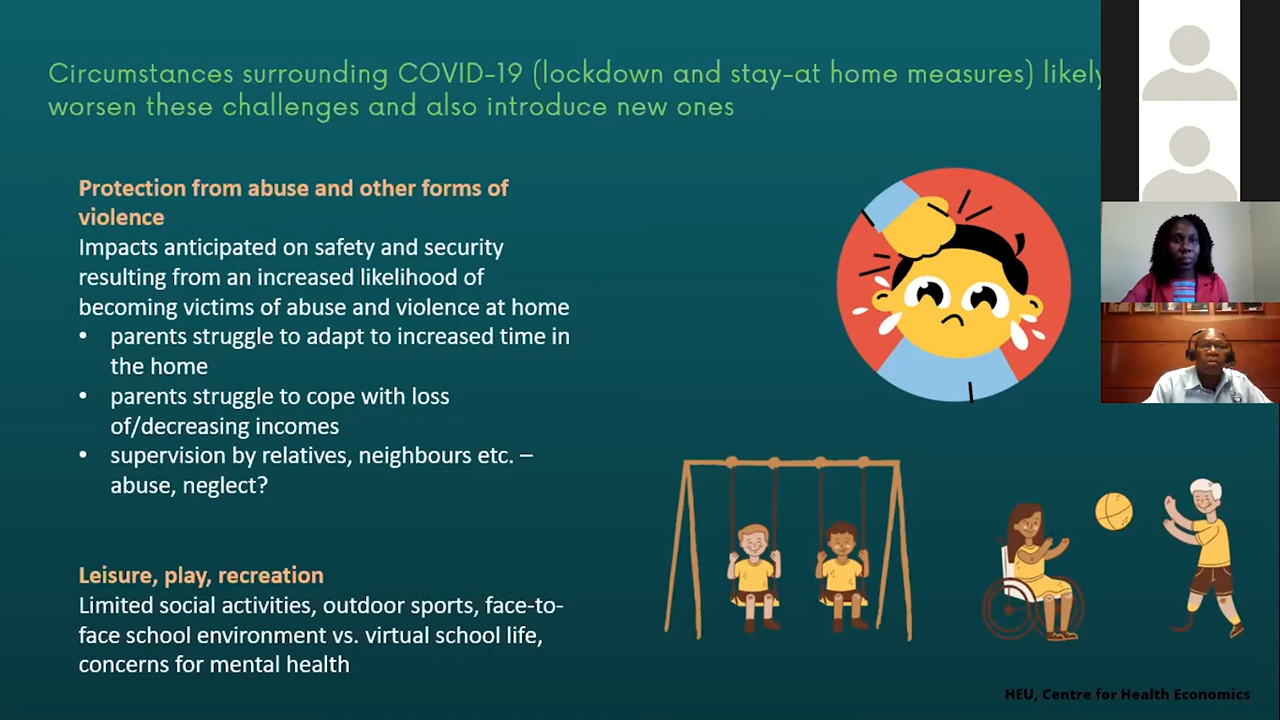 Circumstances surrounding COVID-19 (lockdown and stay-at home measures) likely
worsen these challenges and also introduce new ones
Protection from abuse and other forms of
violence
Impacts anticipated on safety and security
resulting from an increased likelihood of
becoming victims of abuse and violence at home
• parents struggle to adapt to increased time in
the home
• parents struggle to cope with loss
of/decreasing incomes
• supervision by relatives, neighbours etc. –
abuse, neglect?
Leisure, play, recreation
Limited social activities, outdoor sports, face-to-
face school environment vs. virtual school life,
concerns for mental health
HEU, Centre for Health Economics